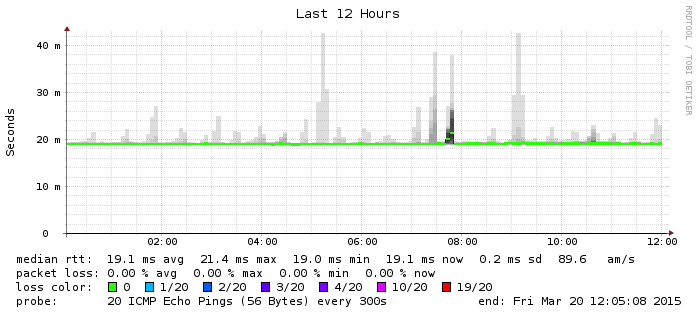 Last 12 Hours
RRDTOOL / TOBI OETIKER
Seconds
40 m
30 m
20 m
10 m
0
02:00 04:00 06:00 08:00 10:00 12:00
median rtt: 19.1 ms avg 21.4 ms max 19.0 ms min 19.1 ms now 0.2 ms sd 89.6 am/s
packet loss: 0.00 % avg 0.00 % max 0.00 % min 0.00 % now
loss color: 0 1/20 2/20 3/20 4/20 10/20 19/20
probe: 20 ICMP Echo Pings (56 Bytes) every 300s end: Fri Mar 20 12:05:08 2015